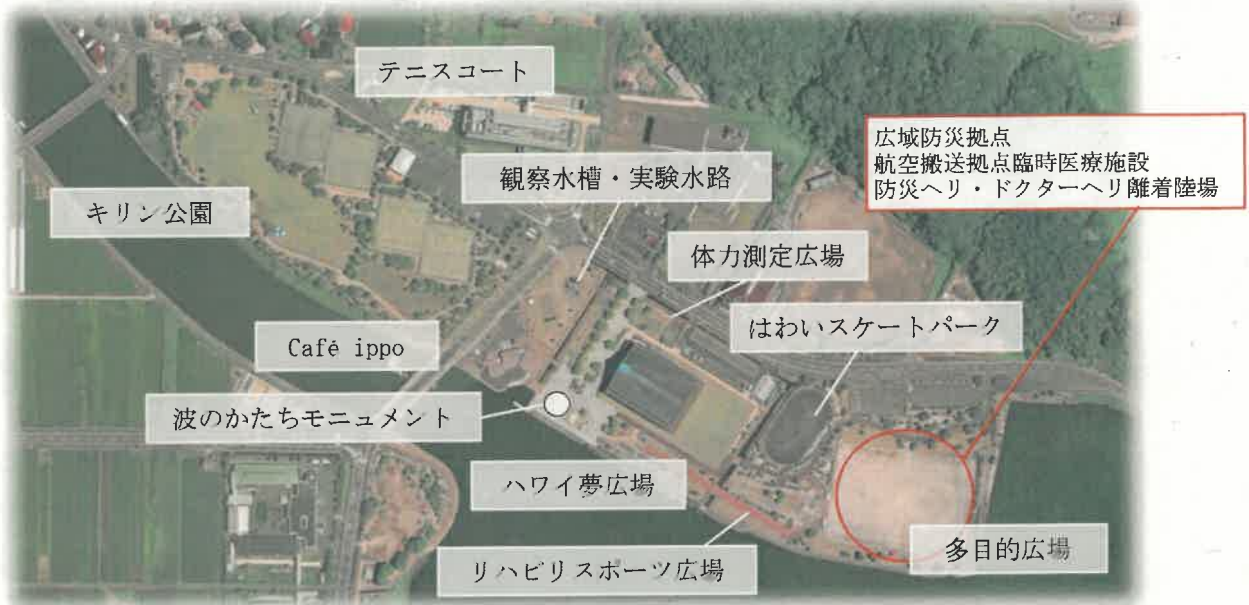 テニスコート
広域防災拠点
航空搬送拠点臨時医療施設
防災ヘリ・ドクターヘリ離着陸場
観察水槽・実験水路
キリン公園
体力測定広場
はわいスケートパーク
Café ippo
波のかたちモニュメント
ハワイ夢広場
多目的広場
リハビリスポーツ広場